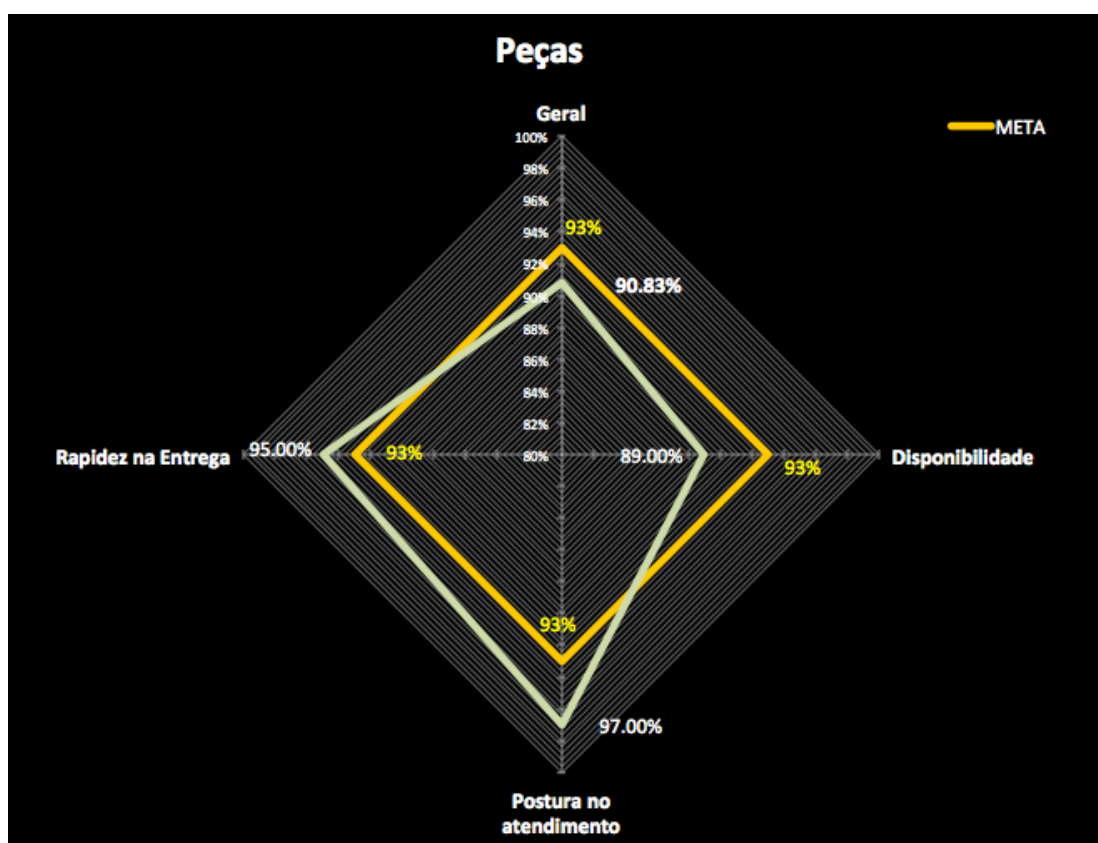 Peças
Geral
META
100%
98%
96%
94%
93%
92%
90.83%
90%
88%
86%
84%
82%
80%
Rapidez na Entrega
95.00%
93%
89.00%
93%
Disponibilidade
93%
97.00%
Postura no
atendimento